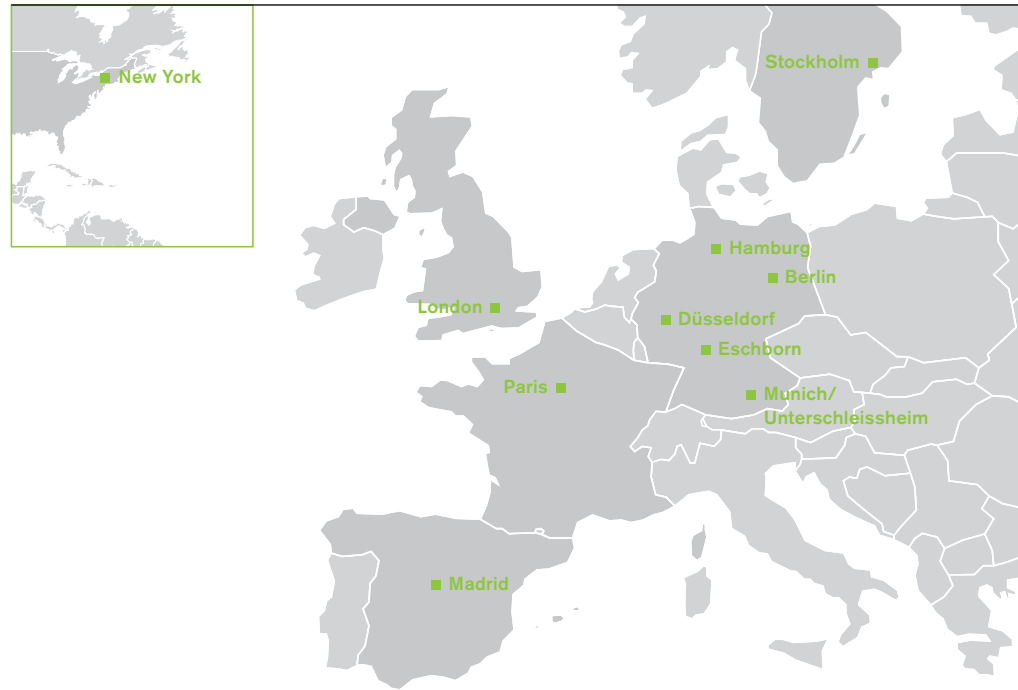 New York
Stockholm
Hamburg
Berlin
London
Düsseldorf
Eschborn
Paris
Munich/
Unterschleissheim
Madrid